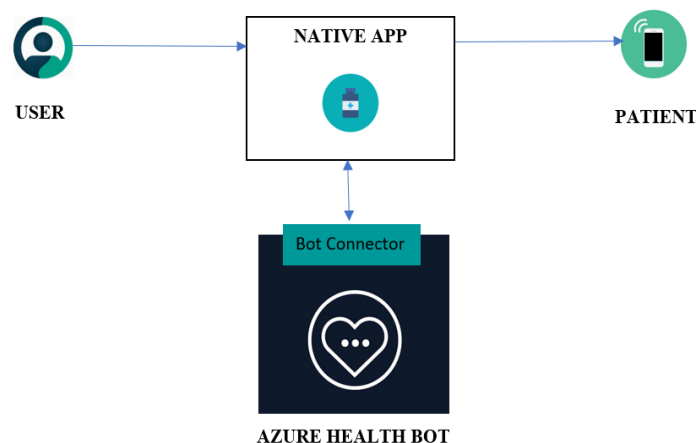 NATIVE APP
USER
PATIENT
Bot Connector
AZURE HEALTH BOT